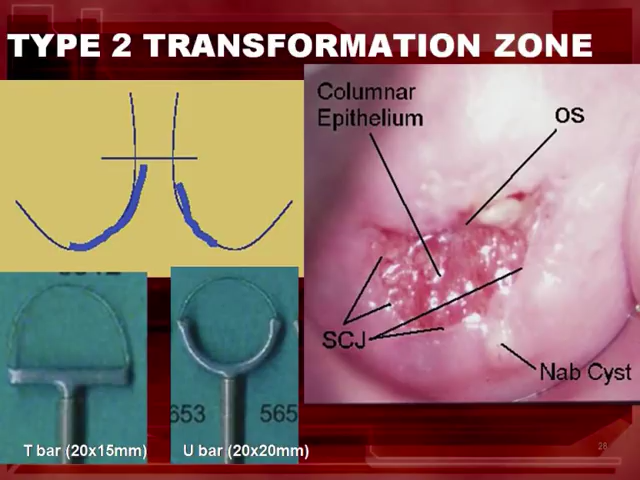 TYPE 2 TRANSFORMATION ZONE
Columnar
Epithelium
OS
SCJ
Nab Cyst
653
565
T bar (20x15mm)
U bar (20x20mm)
28